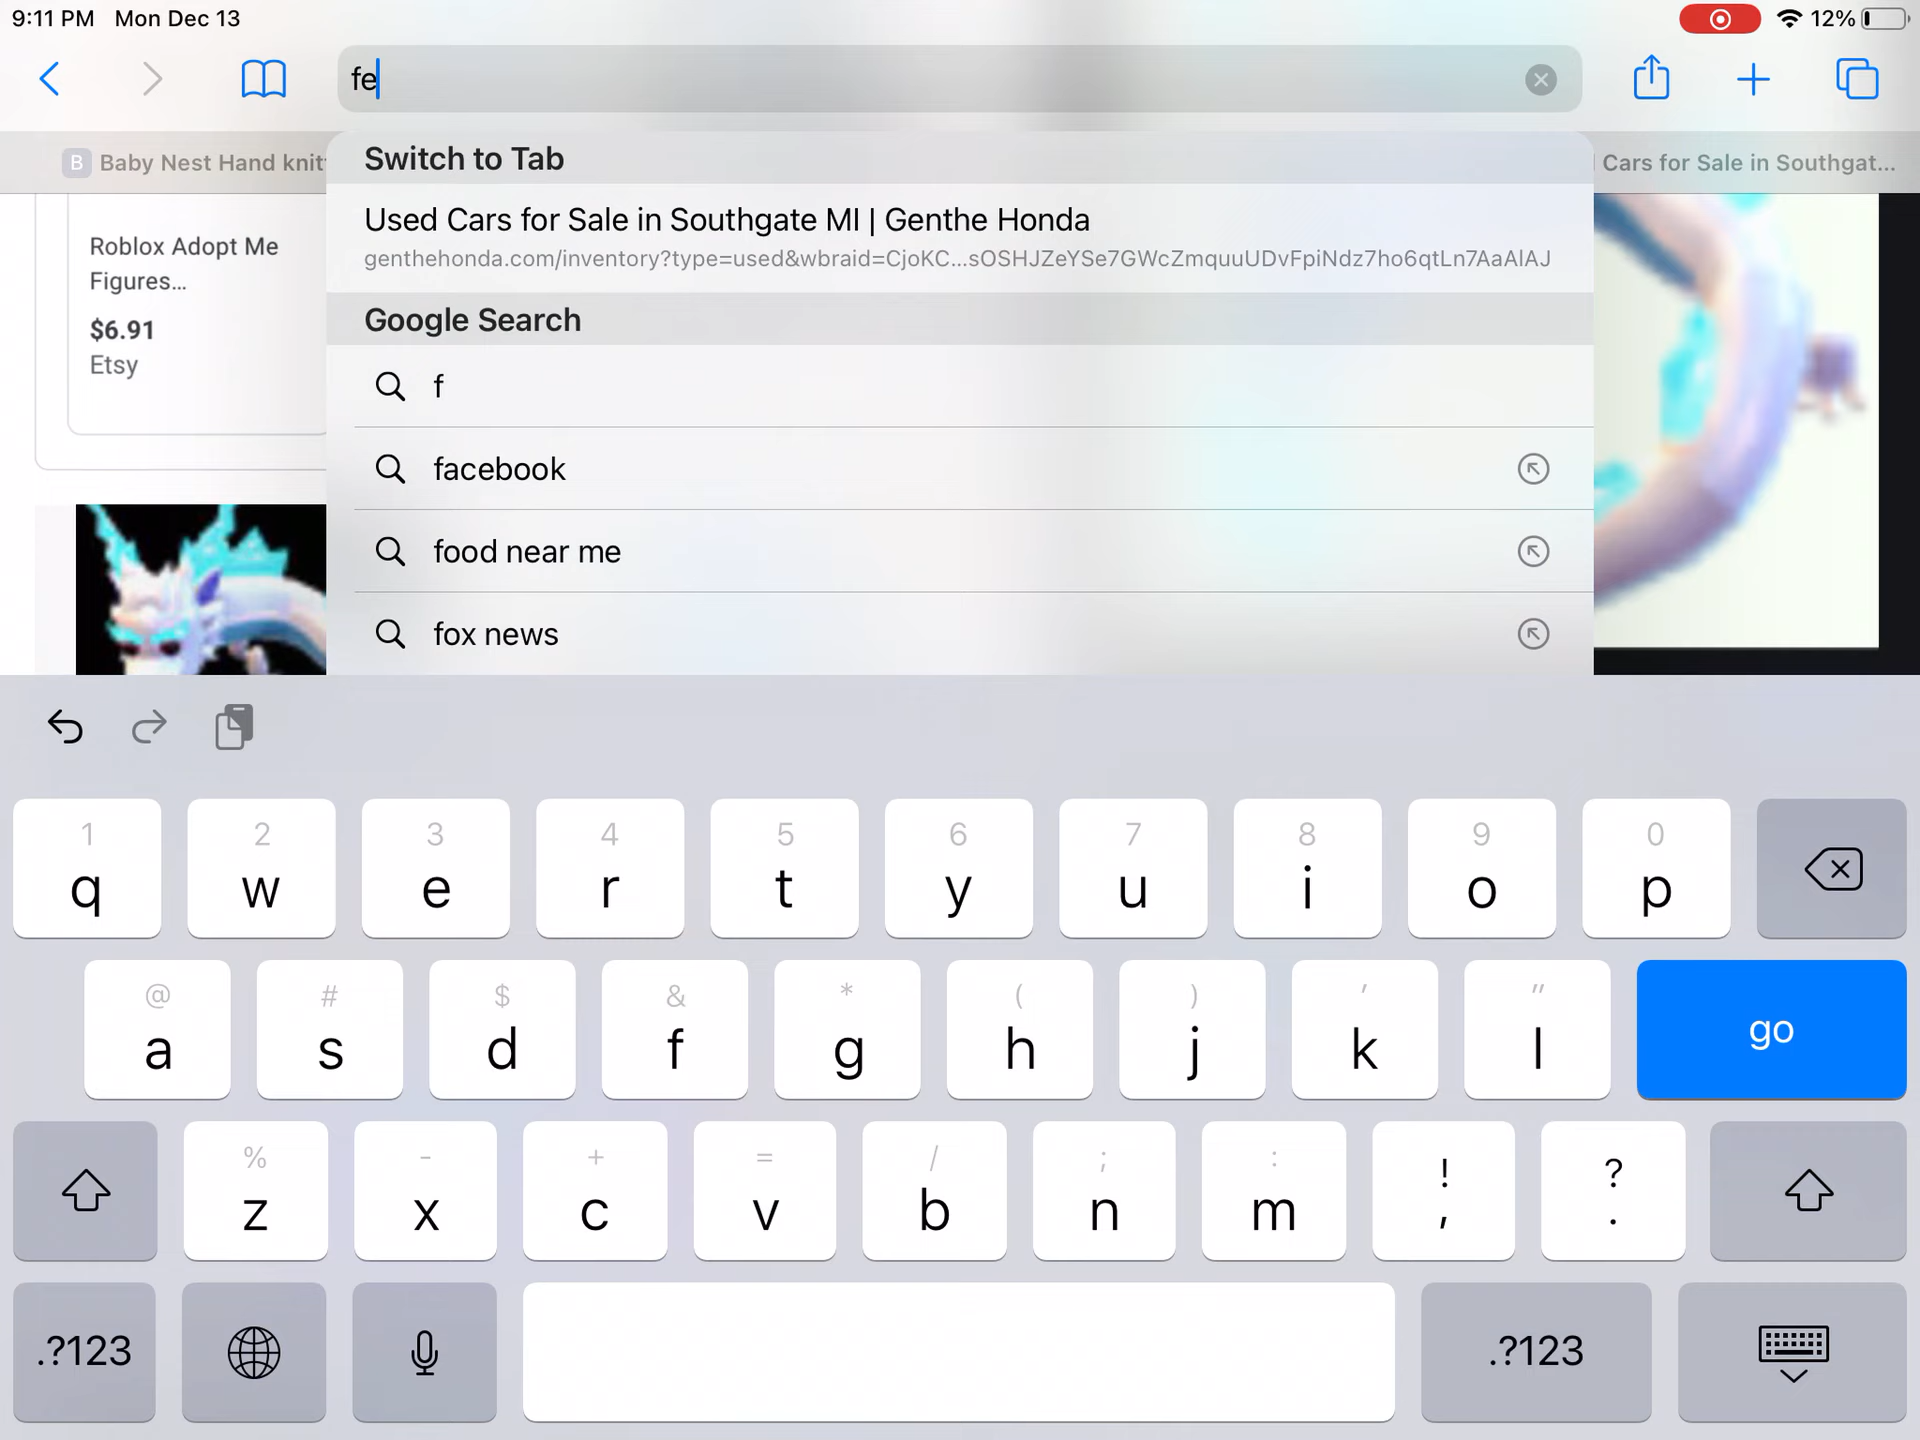 9:11 PM Mon Dec 13
12%
fe
B Baby Nest Hand knit
Cars for Sale in Southgat...
Switch to Tab
Used Cars for Sale in Southgate MI | Genthe Honda
genthehonda.com/inventory?type=used&wbraid=CjoKC...sOSHJZeYSe7GWcZmquuUDvFpiNdz7ho6qtLn7AaAlAJ
Roblox Adopt Me
Figures...
$6.91
Etsy
Google Search
f
facebook
food near me
fox news
1 2 3 4 5 6 7 8 9 0
q w e r t y u i o p
@ # $ & * ( ) ' "
a s d f g h j k l go
% - + = / ; : ! ?
z x c v b n m , .
.?123 .?123